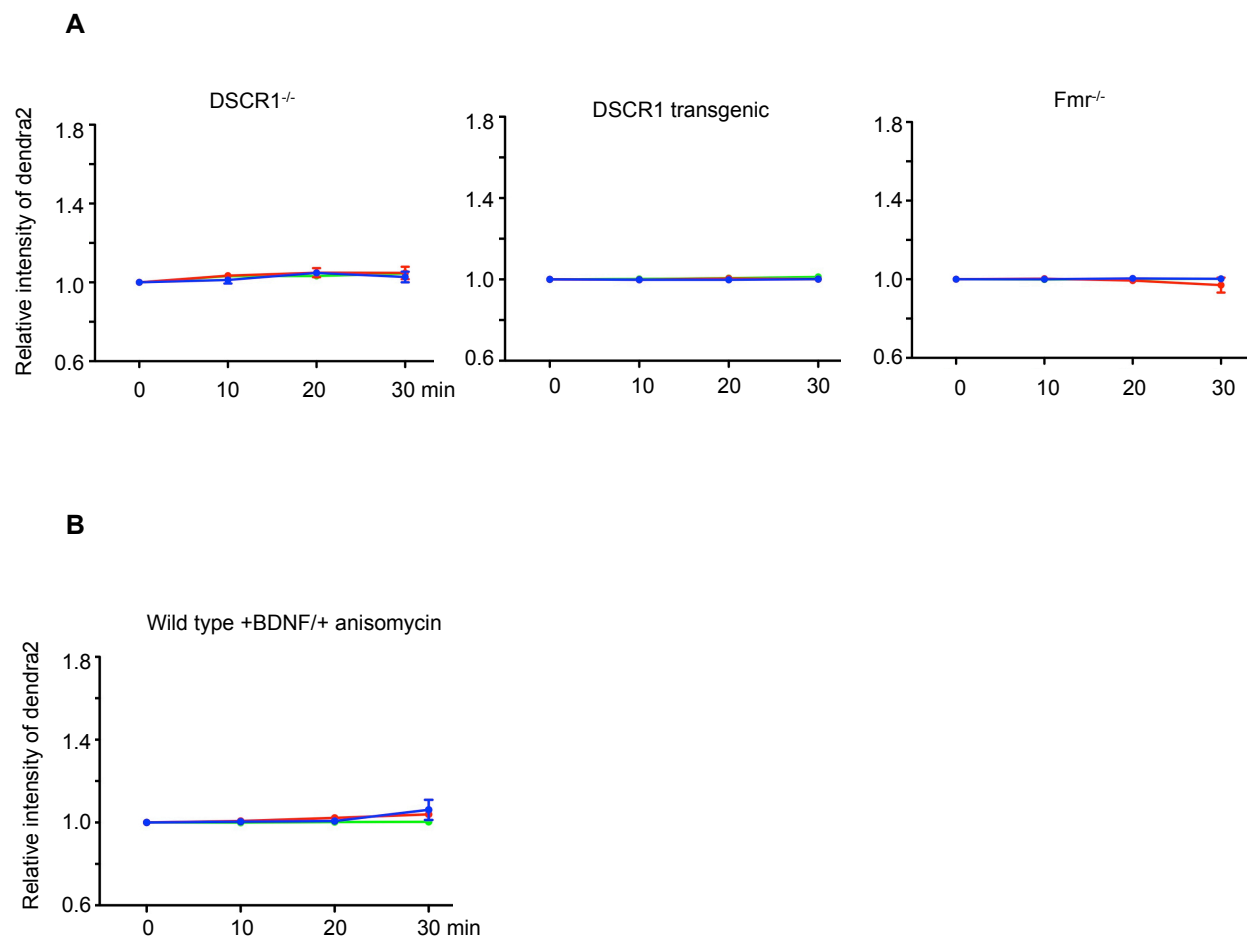 A
DSCR1-/-
DSCR1 transgenic
Fmr-/-
Relative intensity of dendra2
1.8
1.4
1.0
0.6
0 10 20 30 min
1.8
1.4
1.0
0.6
0 10 20 30
1.8
1.4
1.0
0.6
0 10 20 30
B
Wild type +BDNF/+ anisomycin
Relative intensity of dendra2
1.8
1.4
1.0
0.6
0 10 20 30 min